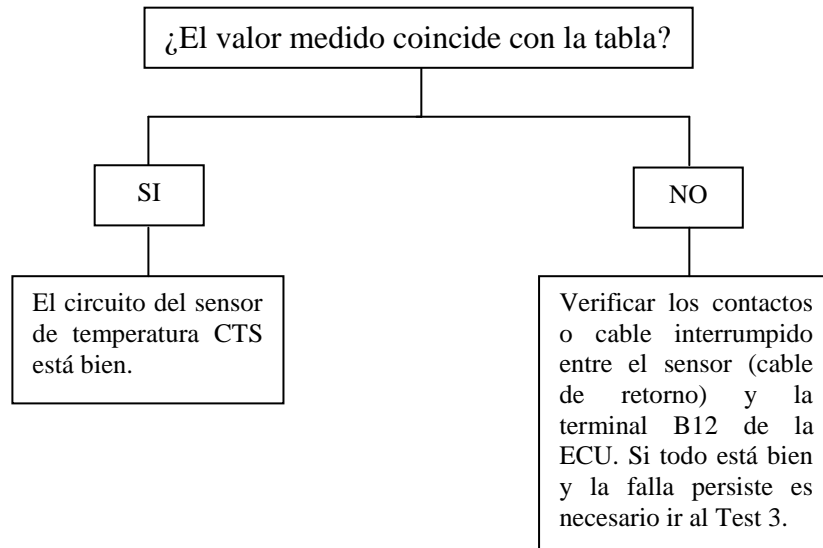 ¿El valor medido coincide con la tabla?
SI
NO
El circuito del sensor
de temperatura CTS
está bien.
Verificar los contactos
o cable interrumpido
entre el sensor (cable
de retorno) y la
terminal B12 de la
ECU. Si todo está bien
y la falla persiste es
necesario ir al Test 3.